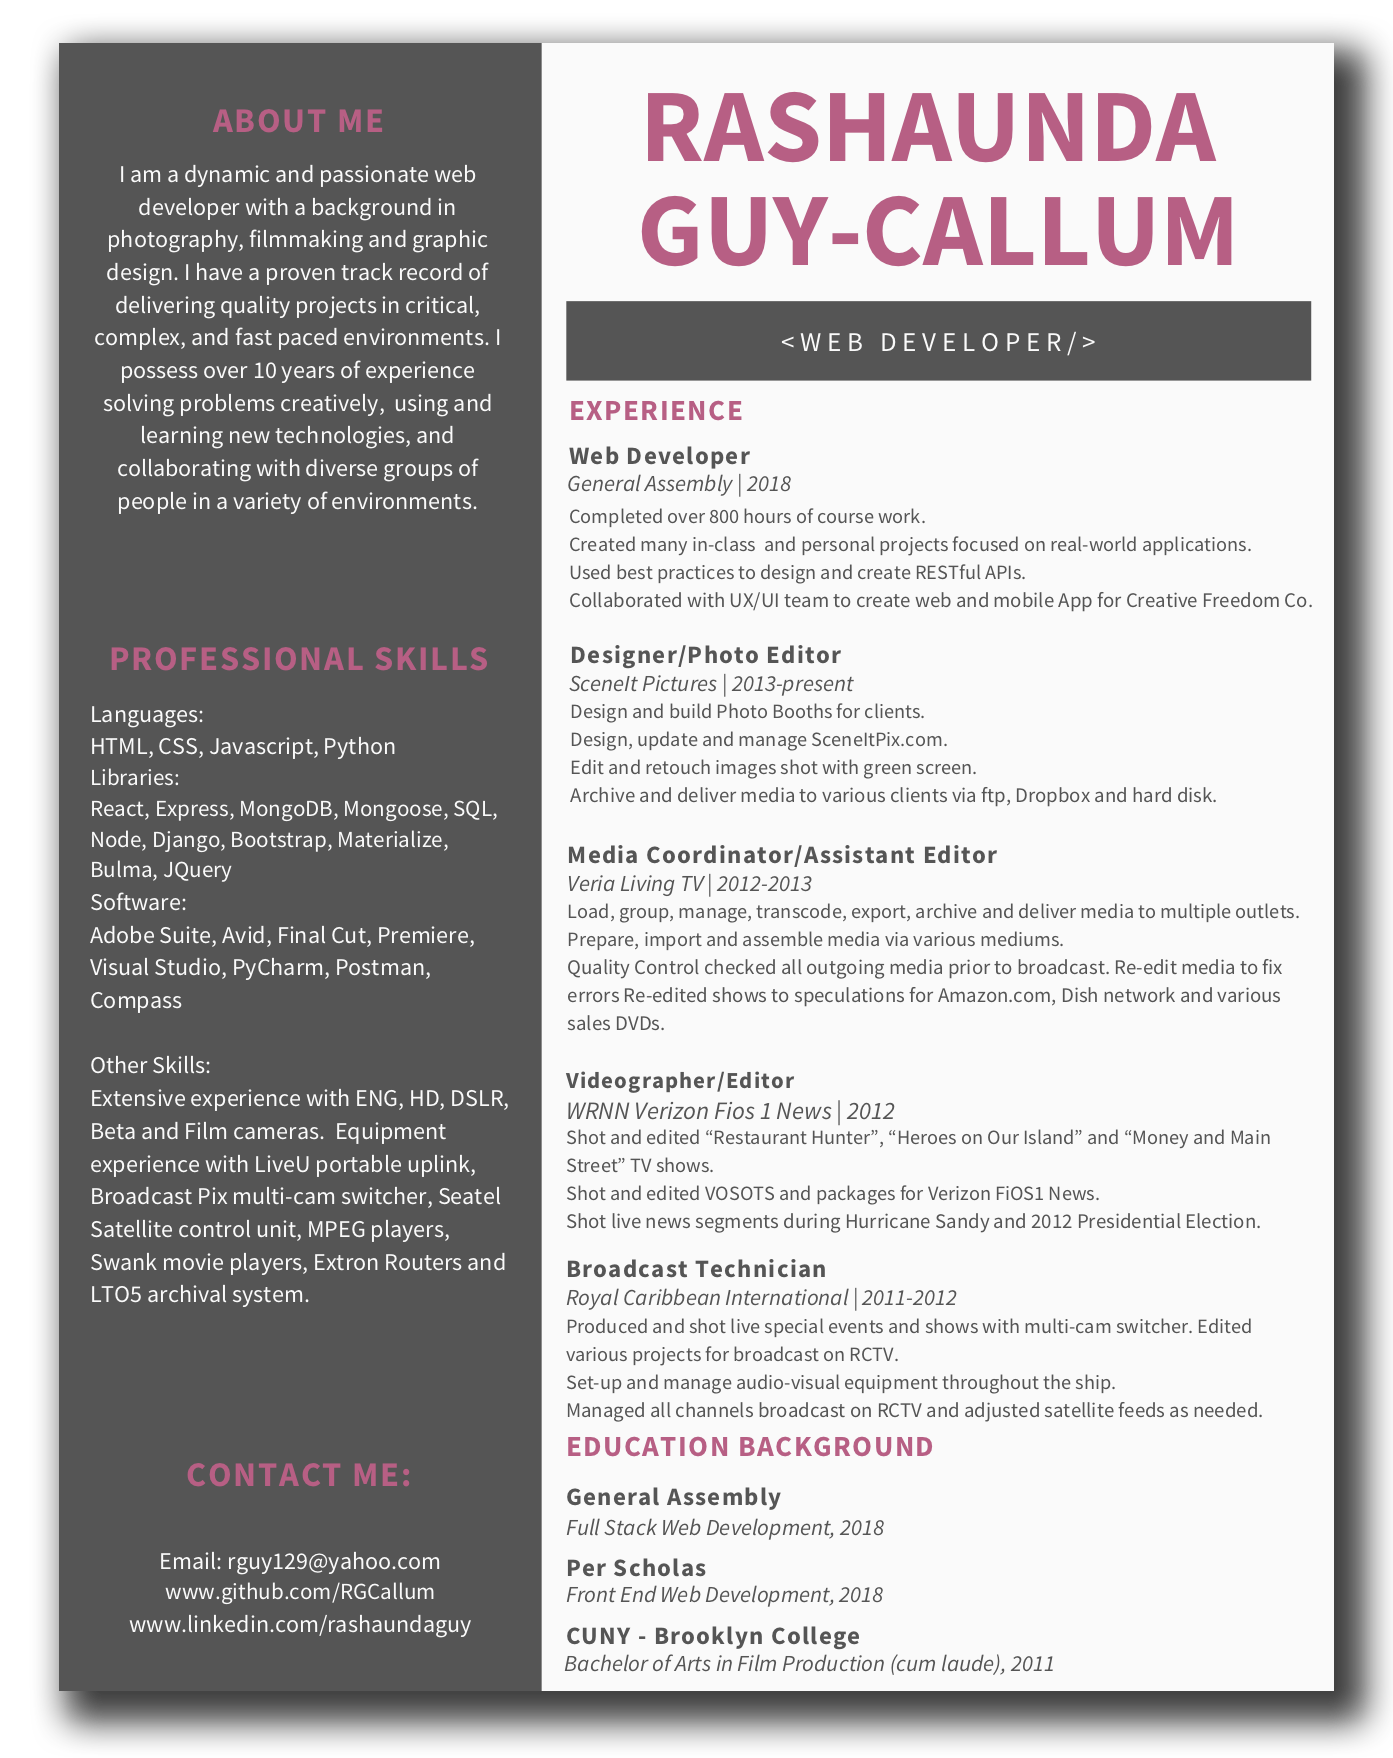 ABOUT ME
I am a dynamic and passionate web
developer with a background in
photography, filmmaking and graphic
design. I have a proven track record of
delivering quality projects in critical,
complex, and fast paced environments. I
possess over 10 years of experience
solving problems creatively,  using and
learning new technologies, and
collaborating with diverse groups of
people in a variety of environments.
PROFESSIONAL SKILLS
Languages:
HTML, CSS, Javascript, Python
Libraries:
React, Express, MongoDB, Mongoose, SQL,
Node, Django, Bootstrap, Materialize,
Bulma, JQuery
Software:
Adobe Suite, Avid, Final Cut, Premiere,
Visual Studio, PyCharm, Postman,
Compass
Other Skills:
Extensive experience with ENG, HD, DSLR,
Beta and Film cameras.  Equipment
experience with LiveU portable uplink,
Broadcast Pix multi-cam switcher, Seatel
Satellite control unit, MPEG players,
Swank movie players, Extron Routers and
LTO5 archival system.
CONTACT ME:
Email: rguy129@yahoo.com
www.github.com/RGCallum
www.linkedin.com/rashaundaguy
RASHAUNDA
GUY-CALLUM
<WEB DEVELOPER/>
EXPERIENCE
Web Developer
General Assembly | 2018
Completed over 800 hours of course work.
Created many in-class  and personal projects focused on real-world applications.
Used best practices to design and create RESTful APIs.
Collaborated with UX/UI team to create web and mobile App for Creative Freedom Co.
Designer/Photo Editor
SceneIt Pictures | 2013-present
Design and build Photo Booths for clients.
Design, update and manage SceneItPix.com.
Edit and retouch images shot with green screen.
Archive and deliver media to various clients via ftp, Dropbox and hard disk.
Media Coordinator/Assistant Editor
Veria Living TV | 2012-2013
Load, group, manage, transcode, export, archive and deliver media to multiple outlets.
Prepare, import and assemble media via various mediums.
Quality Control checked all outgoing media prior to broadcast. Re-edit media to fix
errors Re-edited shows to speculations for Amazon.com, Dish network and various
sales DVDs.
Videographer/Editor
WRNN Verizon Fios 1 News | 2012
Shot and edited “Restaurant Hunter”, “Heroes on Our Island” and “Money and Main
Street” TV shows.
Shot and edited VOSOTS and packages for Verizon FiOS1 News.
Shot live news segments during Hurricane Sandy and 2012 Presidential Election.
Broadcast Technician
Royal Caribbean International | 2011-2012
Produced and shot live special events and shows with multi-cam switcher. Edited
various projects for broadcast on RCTV.
Set-up and manage audio-visual equipment throughout the ship.
Managed all channels broadcast on RCTV and adjusted satellite feeds as needed.
EDUCATION BACKGROUND
General Assembly
Full Stack Web Development, 2018
Per Scholas
Front End Web Development, 2018
CUNY - Brooklyn College
Bachelor of Arts in Film Production (cum laude), 2011